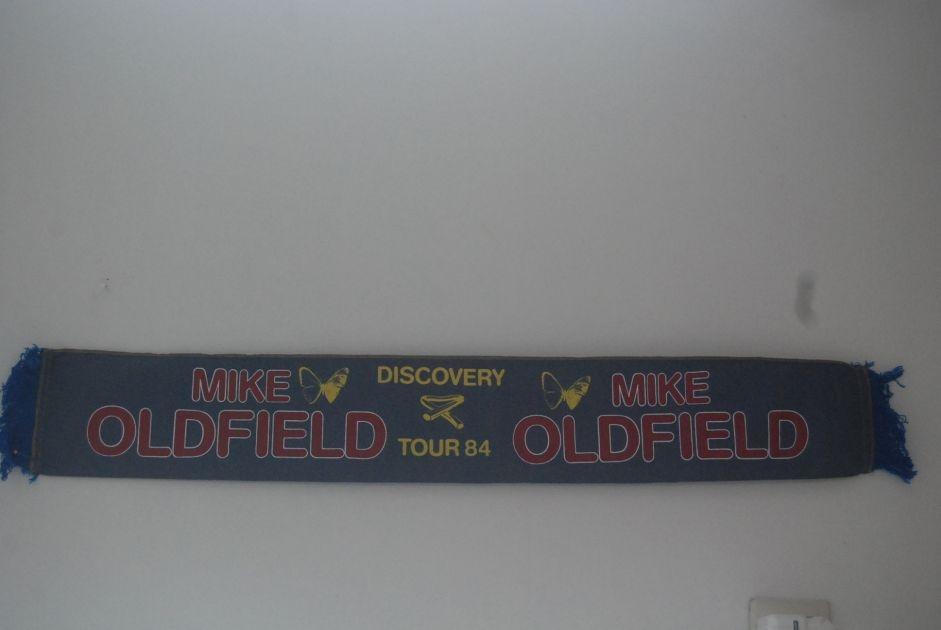 MIKE
OLDFIELD
DISCOVERY
TOUR 84
MIKE
OLDFIELD